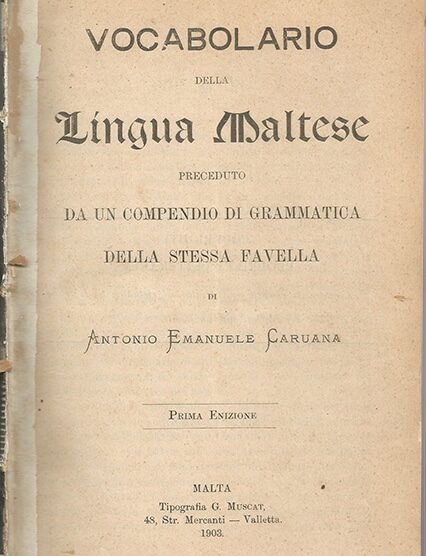 VOCABOLARIO
DELLA
Lingua Maltese
PRECEDUTO
DA UN COMPENDIO DI GRAMMATICA
DELLA STESSA FAVELLA
DI
ANTONIO EMANUELE CARUANA
PRIMA ENIZIONE
MALTA
Tipografia G. MUSCAT,
48, Str. Mercanti — Valletta.
1903.